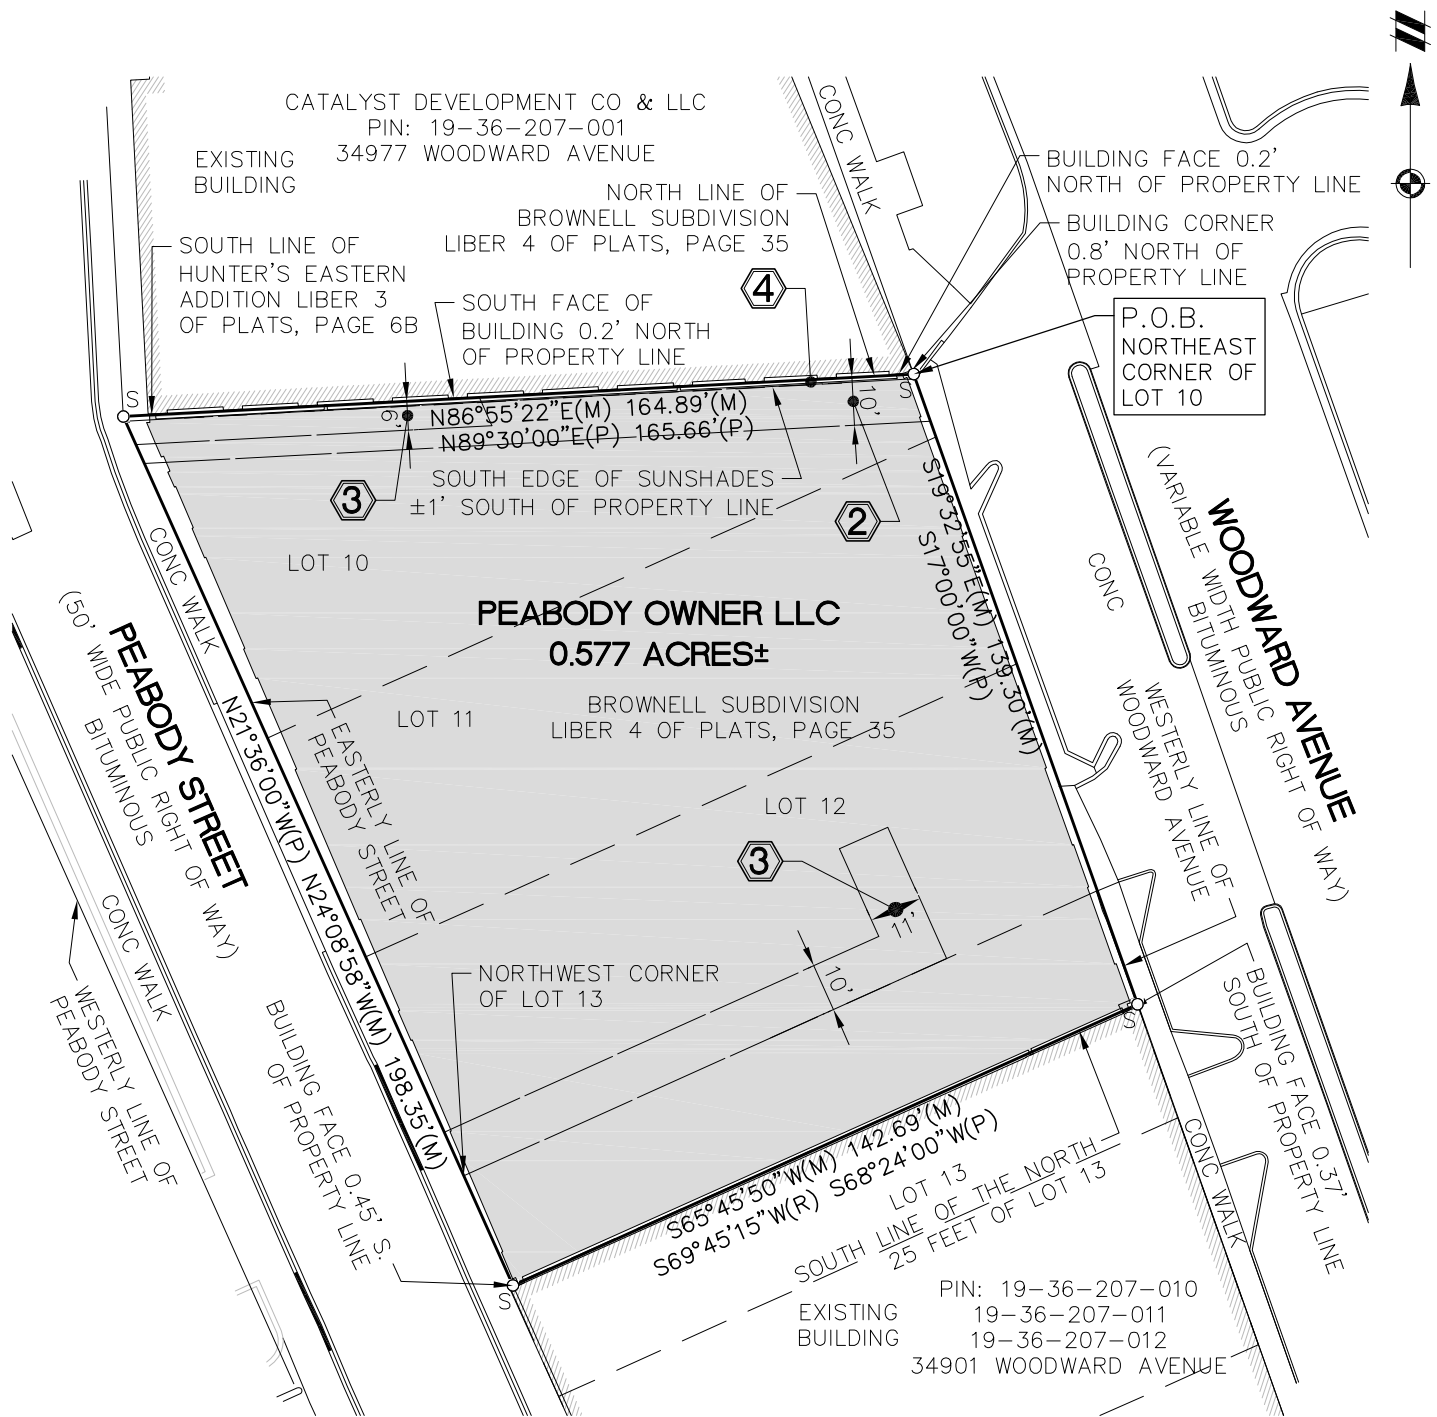 N
CATALYST DEVELOPMENT CO & LLC
PIN: 19-36-207-001
34977 WOODWARD AVENUE
EXISTING
BUILDING
CONC WALK
BUILDING FACE 0.2'
NORTH OF PROPERTY LINE
NORTH LINE OF
BROWNELL SUBDIVISION
LIBER 4 OF PLATS, PAGE 35
BUILDING CORNER
0.8' NORTH OF
PROPERTY LINE
SOUTH LINE OF
HUNTER'S EASTERN
ADDITION LIBER 3
OF PLATS, PAGE 6B
SOUTH FACE OF
BUILDING 0.2' NORTH
OF PROPERTY LINE
4
P.O.B.
NORTHEAST
CORNER OF
LOT 10
S
S
6'
10'
N86°55'22"E(M) 164.89'(M)
N89°30'00"E(P) 165.66'(P)
SOUTH EDGE OF SUNSHADES
±1' SOUTH OF PROPERTY LINE
3
2
S19°32'55"E(M) 139.30'(M)
S17°00'00"W(P)
(VARIABLE WIDTH PUBLIC RIGHT OF WAY)
WOODWARD AVENUE
BITUMINOUS
CONC
LOT 10
CONC WALK
PEABODY OWNER LLC
0.577 ACRES±
BROWNELL SUBDIVISION
LIBER 4 OF PLATS, PAGE 35
LOT 11
PEABODY STREET
(50' WIDE PUBLIC RIGHT OF WAY)
BITUMINOUS
N21°36'00"W(P) N24°08'58"W(M) 198.35'(M)
EASTERLY LINE OF
PEABODY STREET
WESTERLY LINE OF
WOODWARD AVENUE
LOT 12
3
11'
10'
CONC WALK
NORTHWEST CORNER
OF LOT 13
WESTERLY LINE OF
PEABODY STREET
BUILDING FACE 0.45' S.
OF PROPERTY LINE
S
BUILDING FACE 0.37'
SOUTH OF PROPERTY LINE
S65°45'50"W(M) 142.69'(M)
S69°45'15"W(R) S68°24'00"W(P)
LOT 13
SOUTH LINE OF THE NORTH
25 FEET OF LOT 13
CONC WALK
S
PIN: 19-36-207-010
19-36-207-011
19-36-207-012
EXISTING
BUILDING
34901 WOODWARD AVENUE